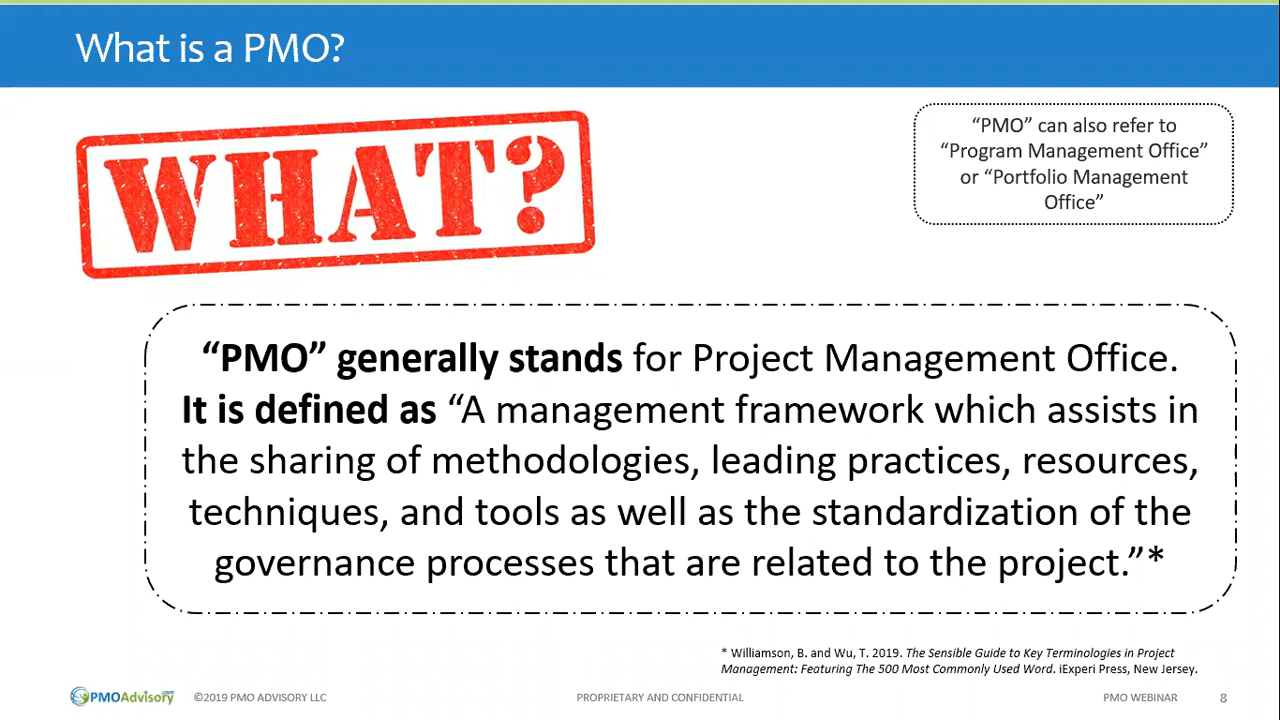 What is a PMO?
WHAT?
“PMO” can also refer to
“Program Management Office”
or “Portfolio Management
Office”
“PMO” generally stands for Project Management Office.
It is defined as “A management framework which assists in
the sharing of methodologies, leading practices, resources,
techniques, and tools as well as the standardization of the
governance processes that are related to the project.”*
* Williamson, B. and Wu, T. 2019. The Sensible Guide to Key Terminologies in Project
Management: Featuring The 500 Most Commonly Used Word. iExperi Press, New Jersey.
PMOAdvisory.com ©2019 PMO ADVISORY LLC PROPRIETARY AND CONFIDENTIAL PMO WEBINAR 8